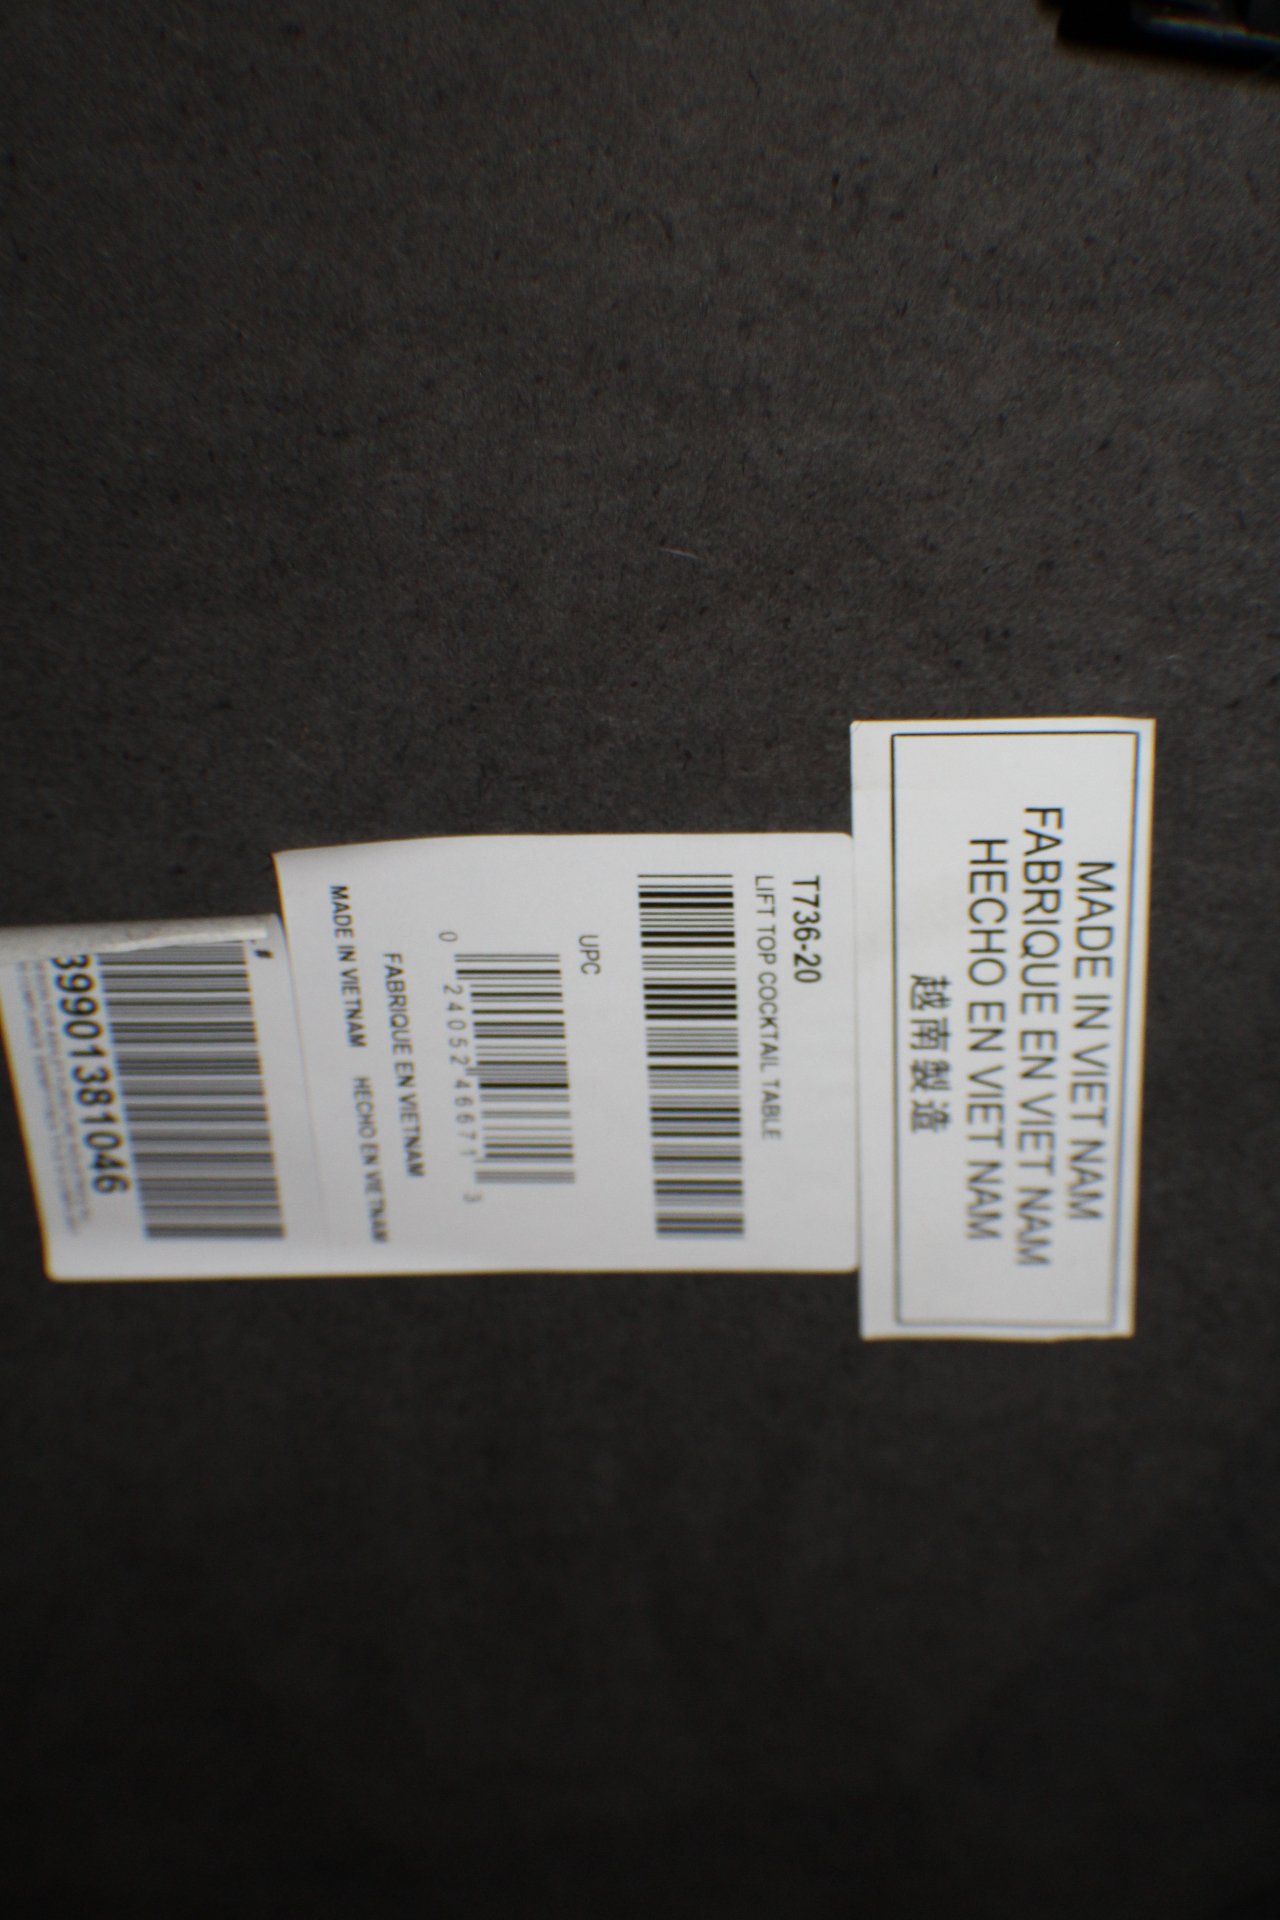 MADE IN VIET NAM
FABRIQUE EN VIET NAM
HECHO EN VIET NAM
越南製造
T736-20
LIFT TOP COCKTAIL TABLE
UPC
0 24052 46671 3
FABRIQUE EN VIETNAM
MADE IN VIETNAM HECHO EN VIETNAM
#
39901381046